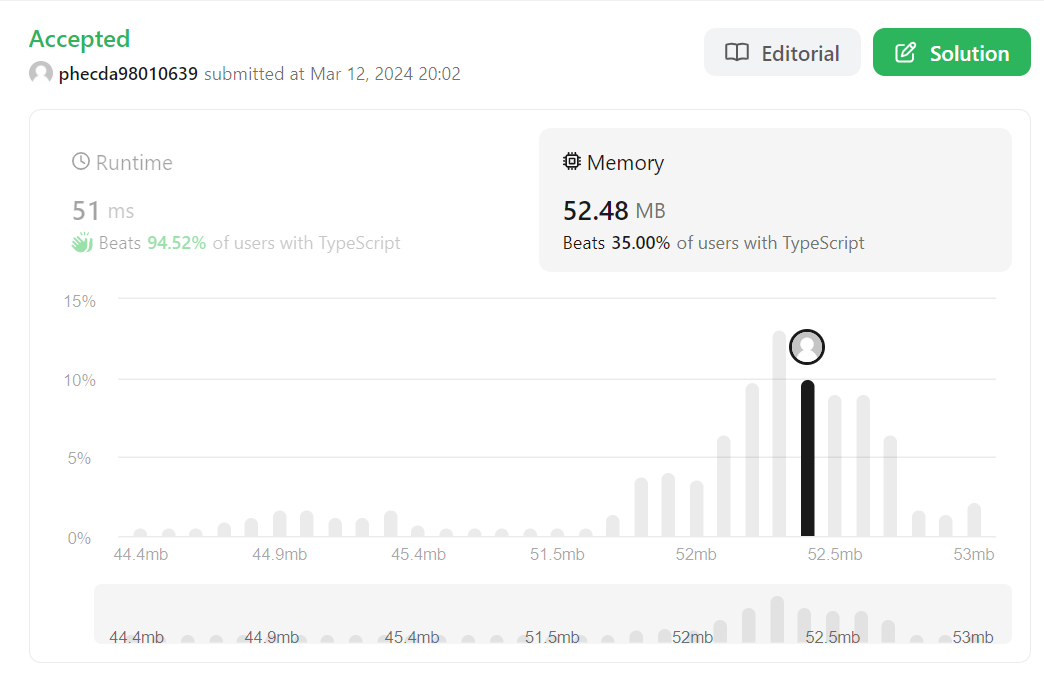 Accepted
phecda98010639 submitted at Mar 12, 2024 20:02
Editorial
Solution
Runtime
51 ms
Beats 94.52% of users with TypeScript
Memory
52.48 MB
Beats 35.00% of users with TypeScript
15%
10%
5%
0%
44.4mb 44.9mb 45.4mb 51.5mb 52mb 52.5mb 53mb
44.4mb 44.9mb 45.4mb 51.5mb 52mb 52.5mb 53mb